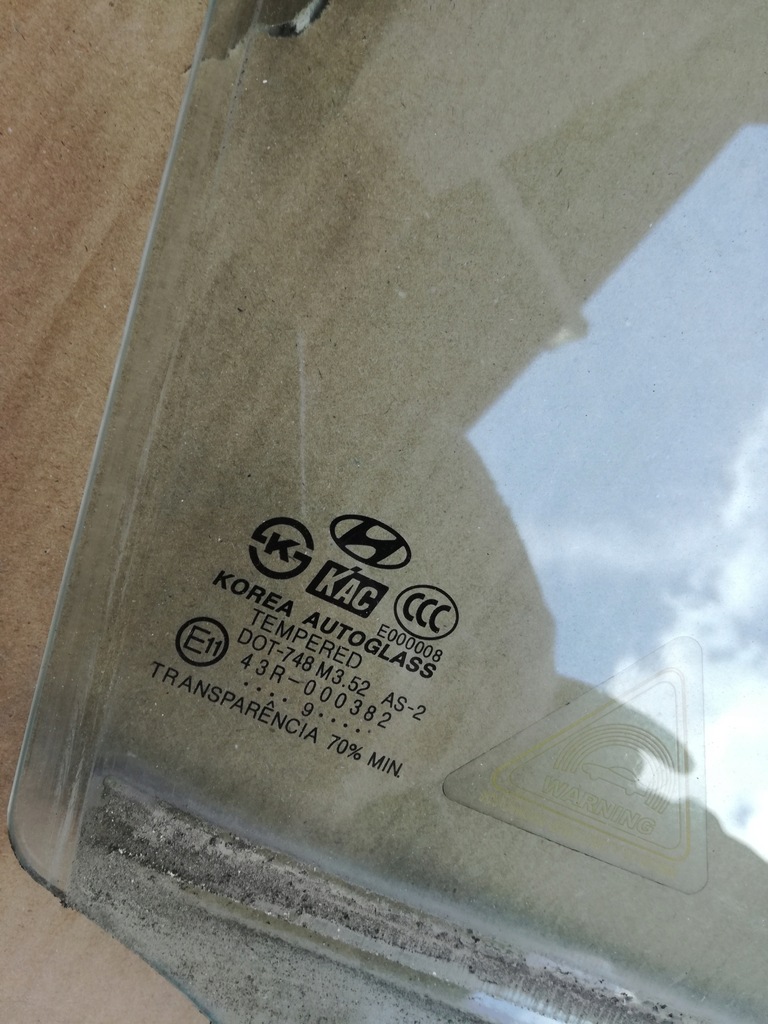 K
KAC
CCC
E000008
KOREA AUTOGLASS
TEMPERED
DOT-748 M3.52 AS-2
E11
43R-000382
.... 9.....
TRANSPARÊNCIA 70% MIN.
WARNING